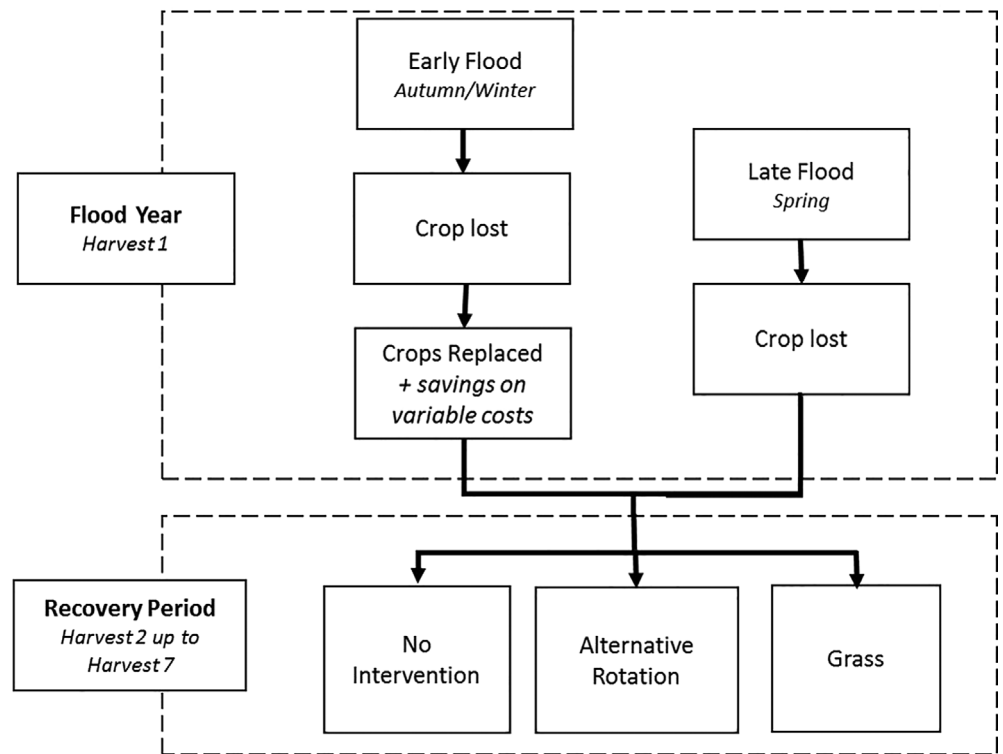 Early Flood
Autumn/Winter
Late Flood
Spring
Flood Year
Harvest 1
Crop lost
Crop lost
Crops Replaced
+ savings on
variable costs
Recovery Period
Harvest 2 up to
Harvest 7
No
Intervention
Alternative
Rotation
Grass